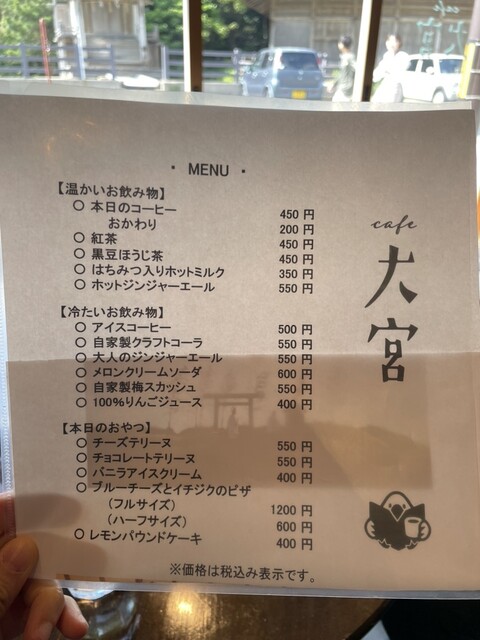 ・ MENU ・
【温かいお飲み物】
○ 本日のコーヒー 450 円
おかわり 200 円
○ 紅茶 450 円
○ 黒豆ほうじ茶 450 円
○ はちみつ入りホットミルク 350 円
○ ホットジンジャーエール 550 円
【冷たいお飲み物】
○ アイスコーヒー 500 円
○ 自家製クラフトコーラ 550 円
○ 大人のジンジャーエール 550 円
○ メロンクリームソーダ 600 円
○ 自家製梅スカッシュ 550 円
○ 100%りんごジュース 400 円
【本日のおやつ】
○ チーズテリーヌ 550 円
○ チョコレートテリーヌ 550 円
○ バニラアイスクリーム 400 円
○ ブルーチーズとイチジクのピザ
(フルサイズ) 1200 円
(ハーフサイズ) 600 円
○ レモンパウンドケーキ 400 円
※価格は税込み表示です。
cafe
大宮